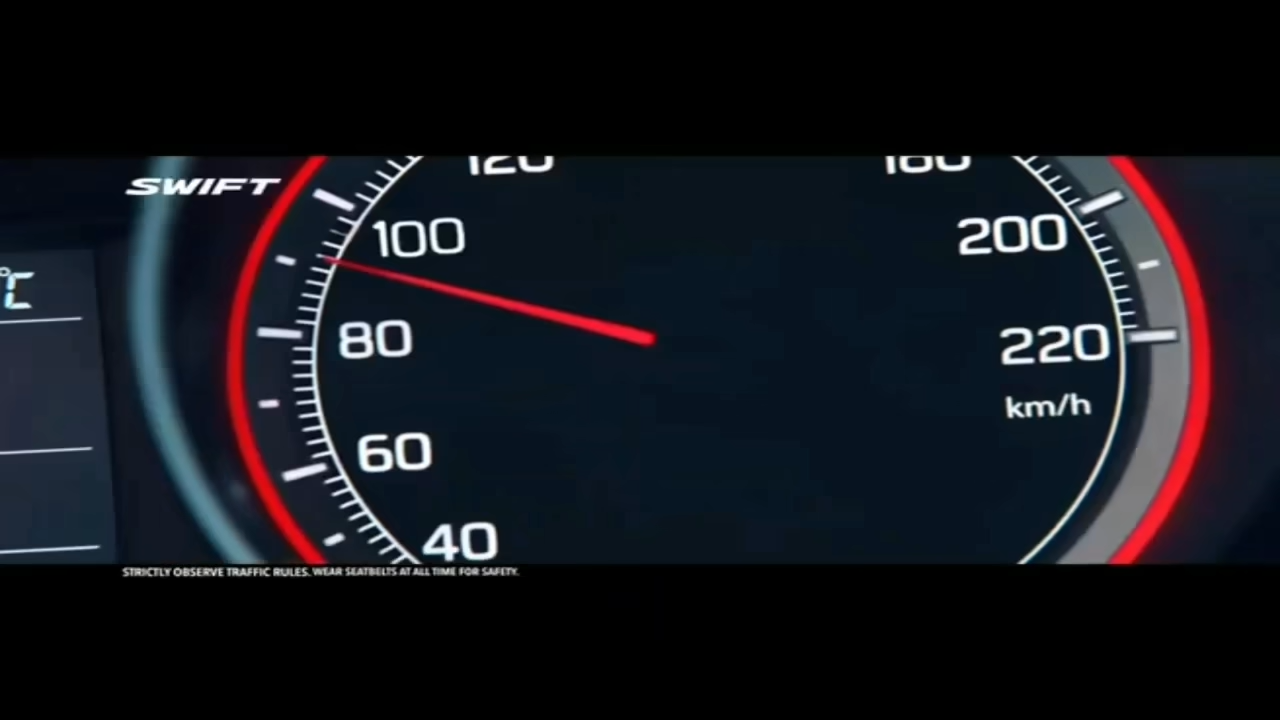 SWIFT
120
180
100
200
°C
80
220
km/h
60
40
STRICTLY OBSERVE TRAFFIC RULES. WEAR SEATBELTS AT ALL TIME FOR SAFETY.